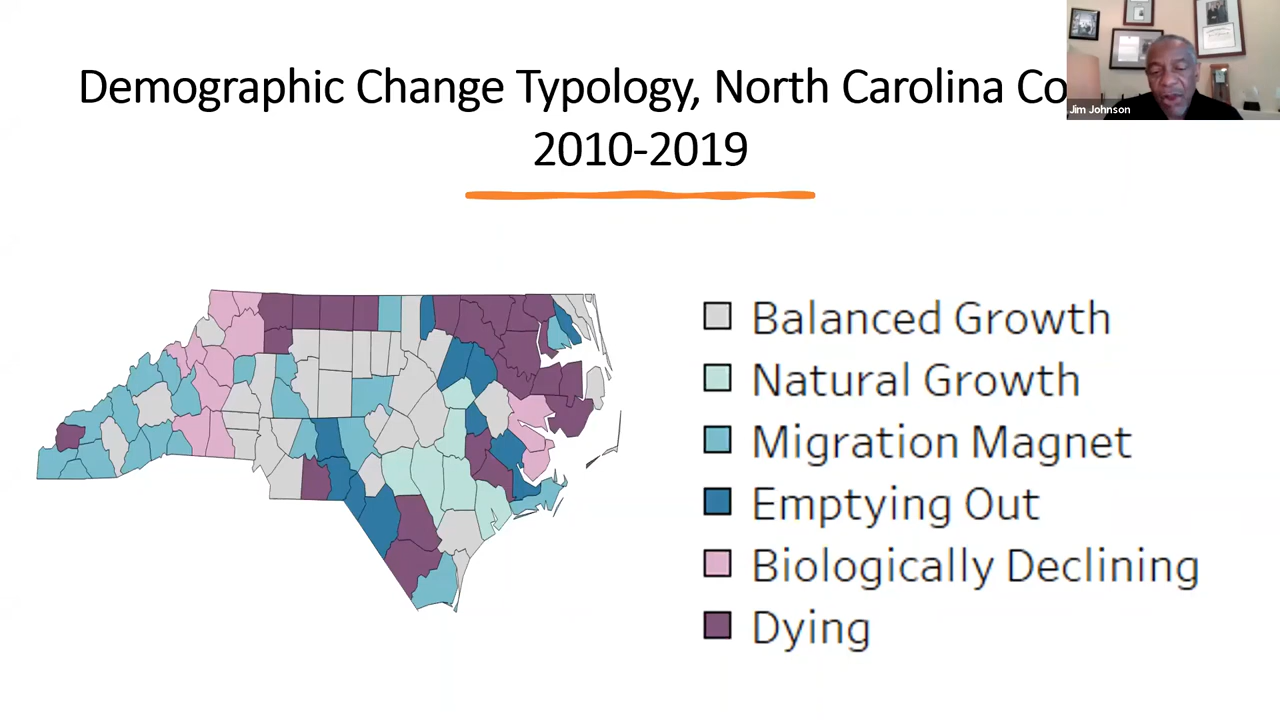 Demographic Change Typology, North Carolina Co
2010-2019
Jim Johnson
Balanced Growth
Natural Growth
Migration Magnet
Emptying Out
Biologically Declining
Dying